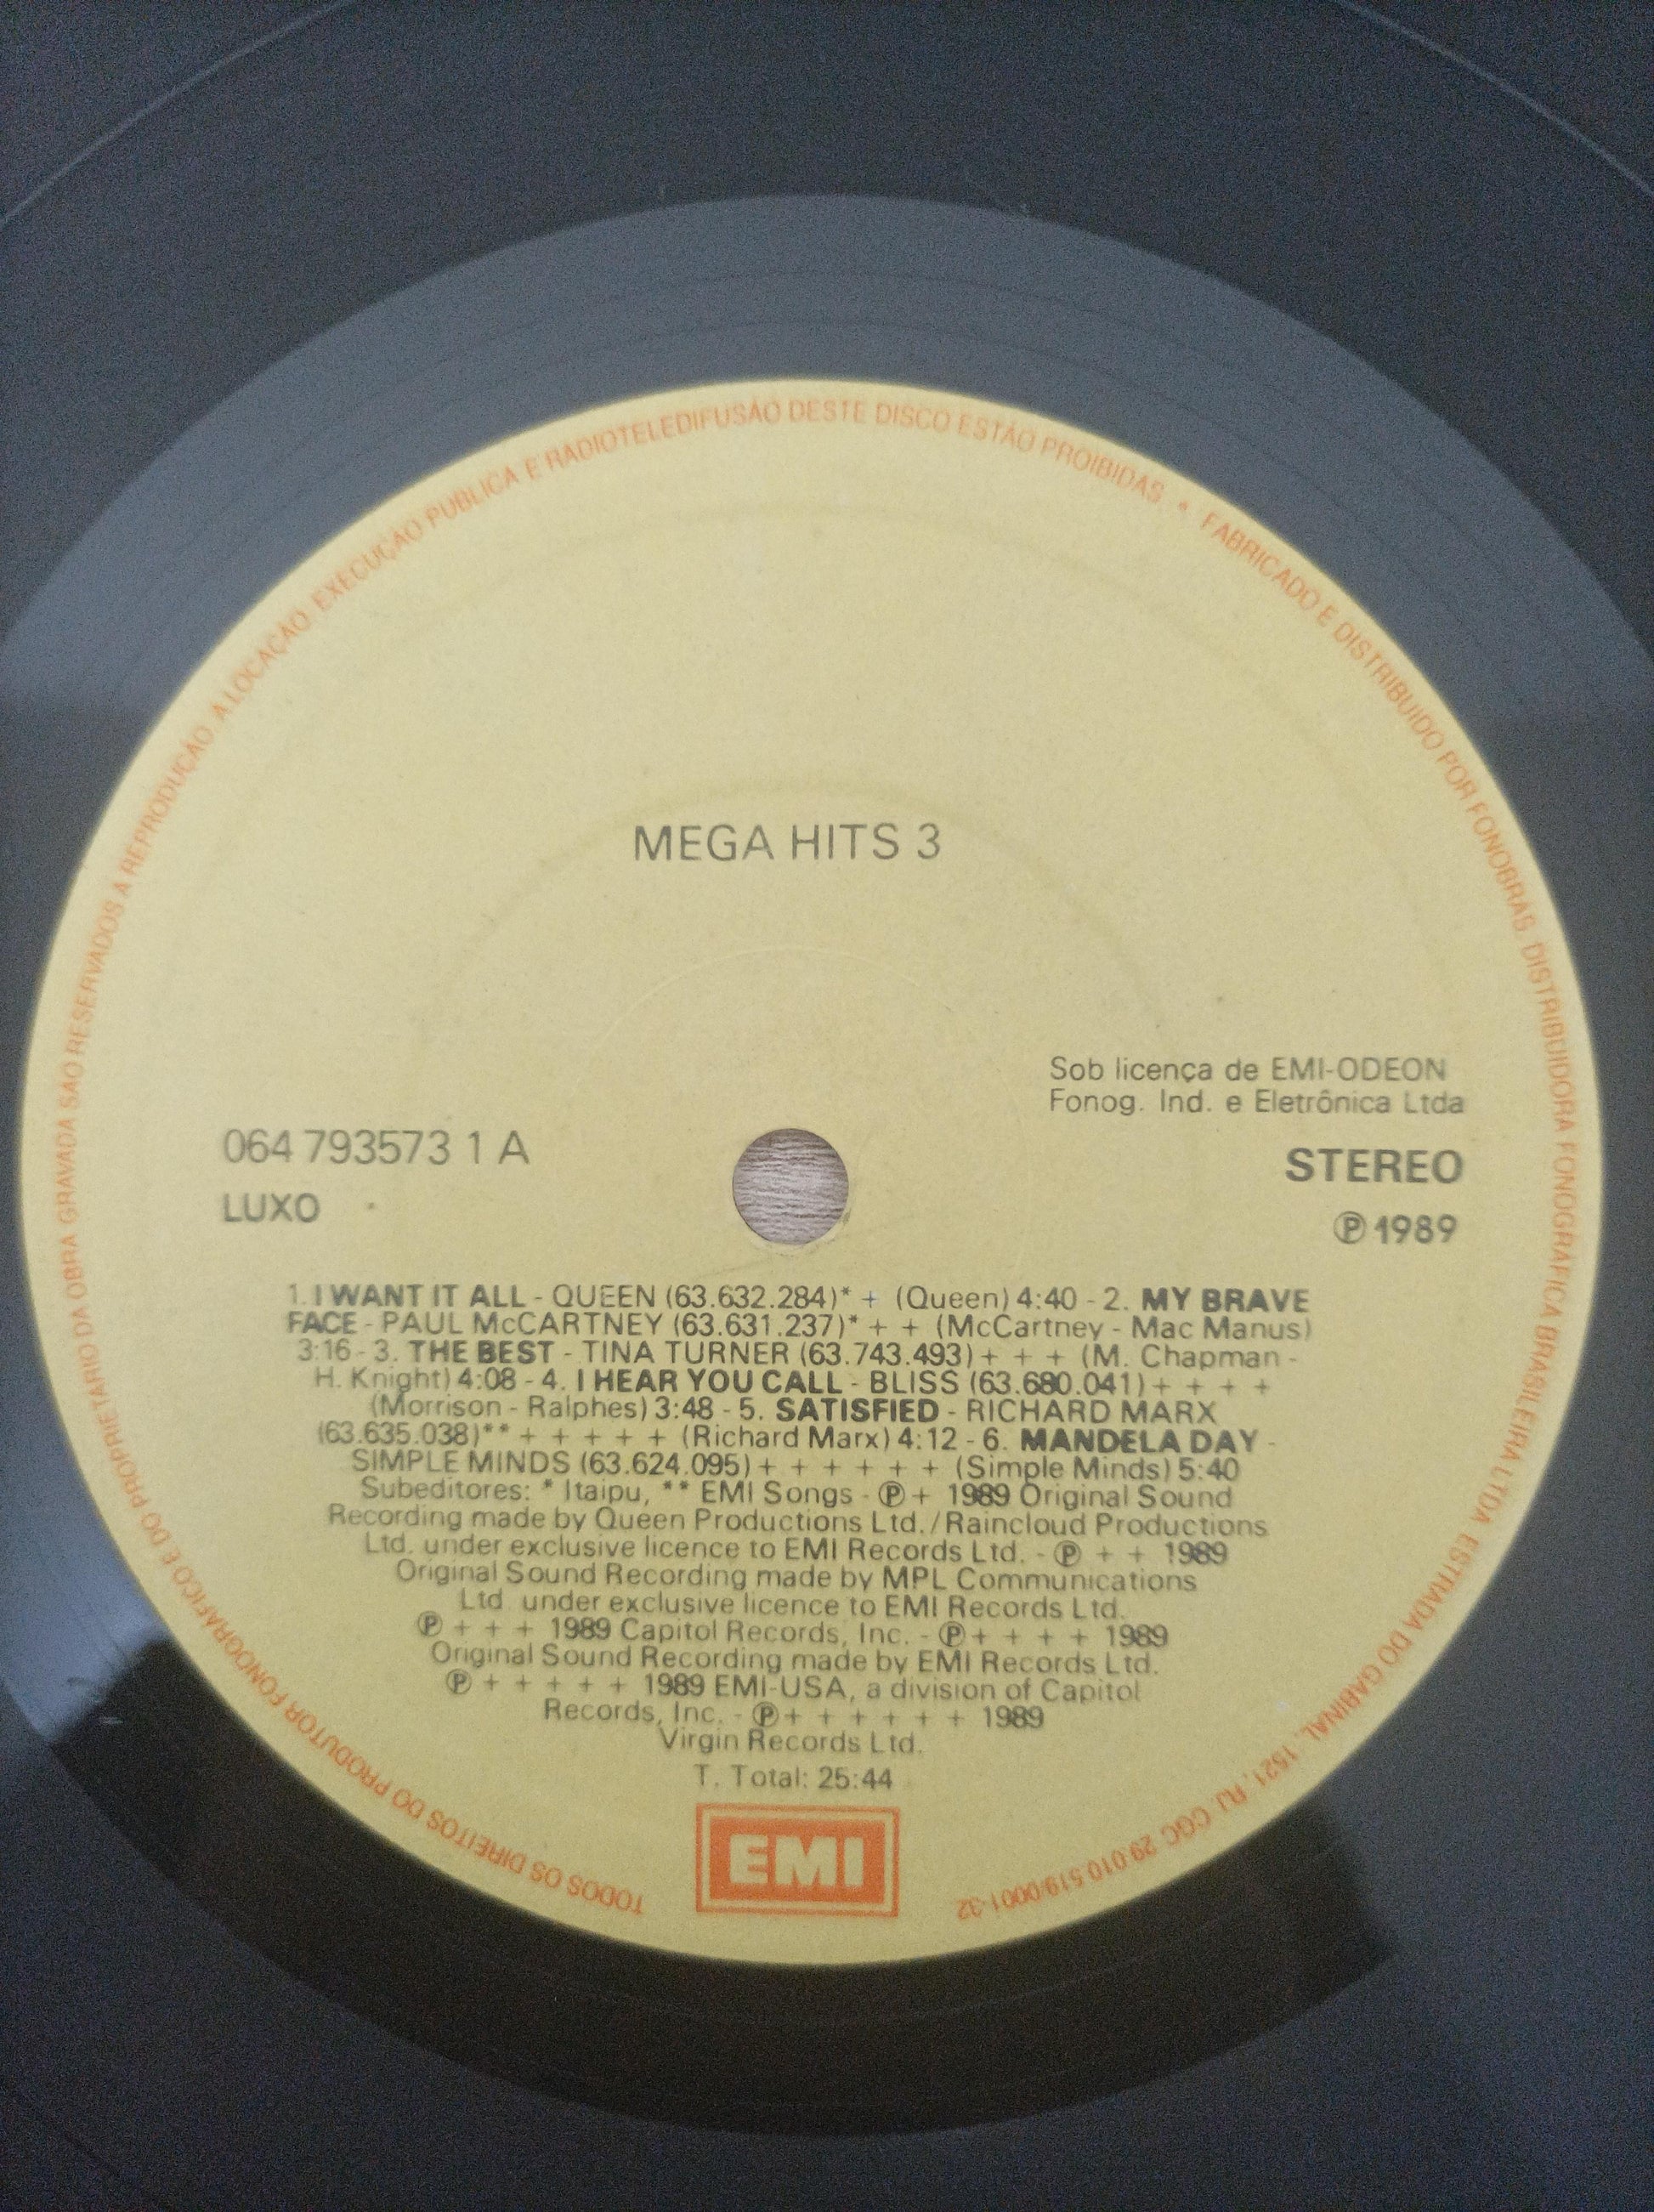 MEGA HITS 3
Sob licença de EMI-ODEON
Fonog. Ind. e Eletrônica Ltda
064 793573 1 A
STEREO
LUXO
℗ 1989
1. I WANT IT ALL - QUEEN (63.632.284)* + (Queen) 4:40 - 2. MY BRAVE
FACE - PAUL McCARTNEY (63.631.237)* + + (McCartney - Mac Manus)
3:16 - 3. THE BEST - TINA TURNER (63.743.493) + + + (M. Chapman -
H. Knight) 4:08 - 4. I HEAR YOU CALL - BLISS (63.680.041) + + + +
(Morrison - Ralphes) 3:48 - 5. SATISFIED - RICHARD MARX
(63.635.038)** + + + + + (Richard Marx) 4:12 - 6. MANDELA DAY -
SIMPLE MINDS (63.624.095) + + + + + + (Simple Minds) 5:40
Subeditores: * Itaipu, ** EMI Songs - ℗ + 1989 Original Sound
Recording made by Queen Productions Ltd./Raincloud Productions
Ltd. under exclusive licence to EMI Records Ltd. - ℗ + + 1989
Original Sound Recording made by MPL Communications
Ltd. under exclusive licence to EMI Records Ltd.
℗ + + + 1989 Capitol Records, Inc. - ℗ + + + + 1989
Original Sound Recording made by EMI Records Ltd.
℗ + + + + + 1989 EMI-USA, a division of Capitol
Records, Inc. - ℗ + + + + + + 1989
Virgin Records Ltd.
T. Total: 25:44
EMI
TODOS OS DIREITOS DO PRODUTOR FONOGRAFICO E DO PROPRIETARIO DA OBRA GRAVADA SÃO RESERVADOS A REPRODUÇÃO A LOCAÇÃO EXECUÇÃO PUBLICA E RADIOTELEDIFUSÃO DESTE DISCO ESTÃO PROIBIDAS • FABRICADO E DISTRIBUIDO POR FONOBRAS DISTRIBUIDORA FONOGRAFICA BRASILEIRA LTDA ESTRADA DO GABINAL, 1521, RJ CGC 29.010.519-0001-32